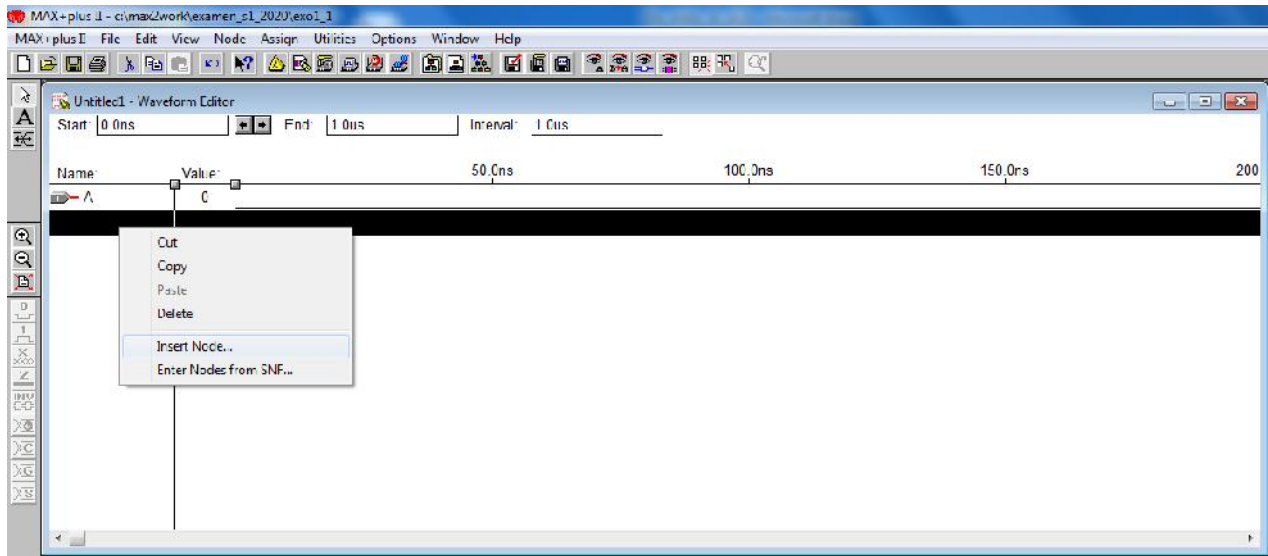 MAX+plus II - c:\max2work\examen_s1_2020\exo1_1
MAX+plus II File Edit View Node Assign Utilities Options Window Help
Untitled1 - Waveform Editor
Start: 0.0ns End: 1.0us Interval: 1.0us
Name: Value: 50.0ns 100.0ns 150.0ns 200
A 0
Cut
Copy
Paste
Delete
Insert Node...
Enter Nodes from SNF...